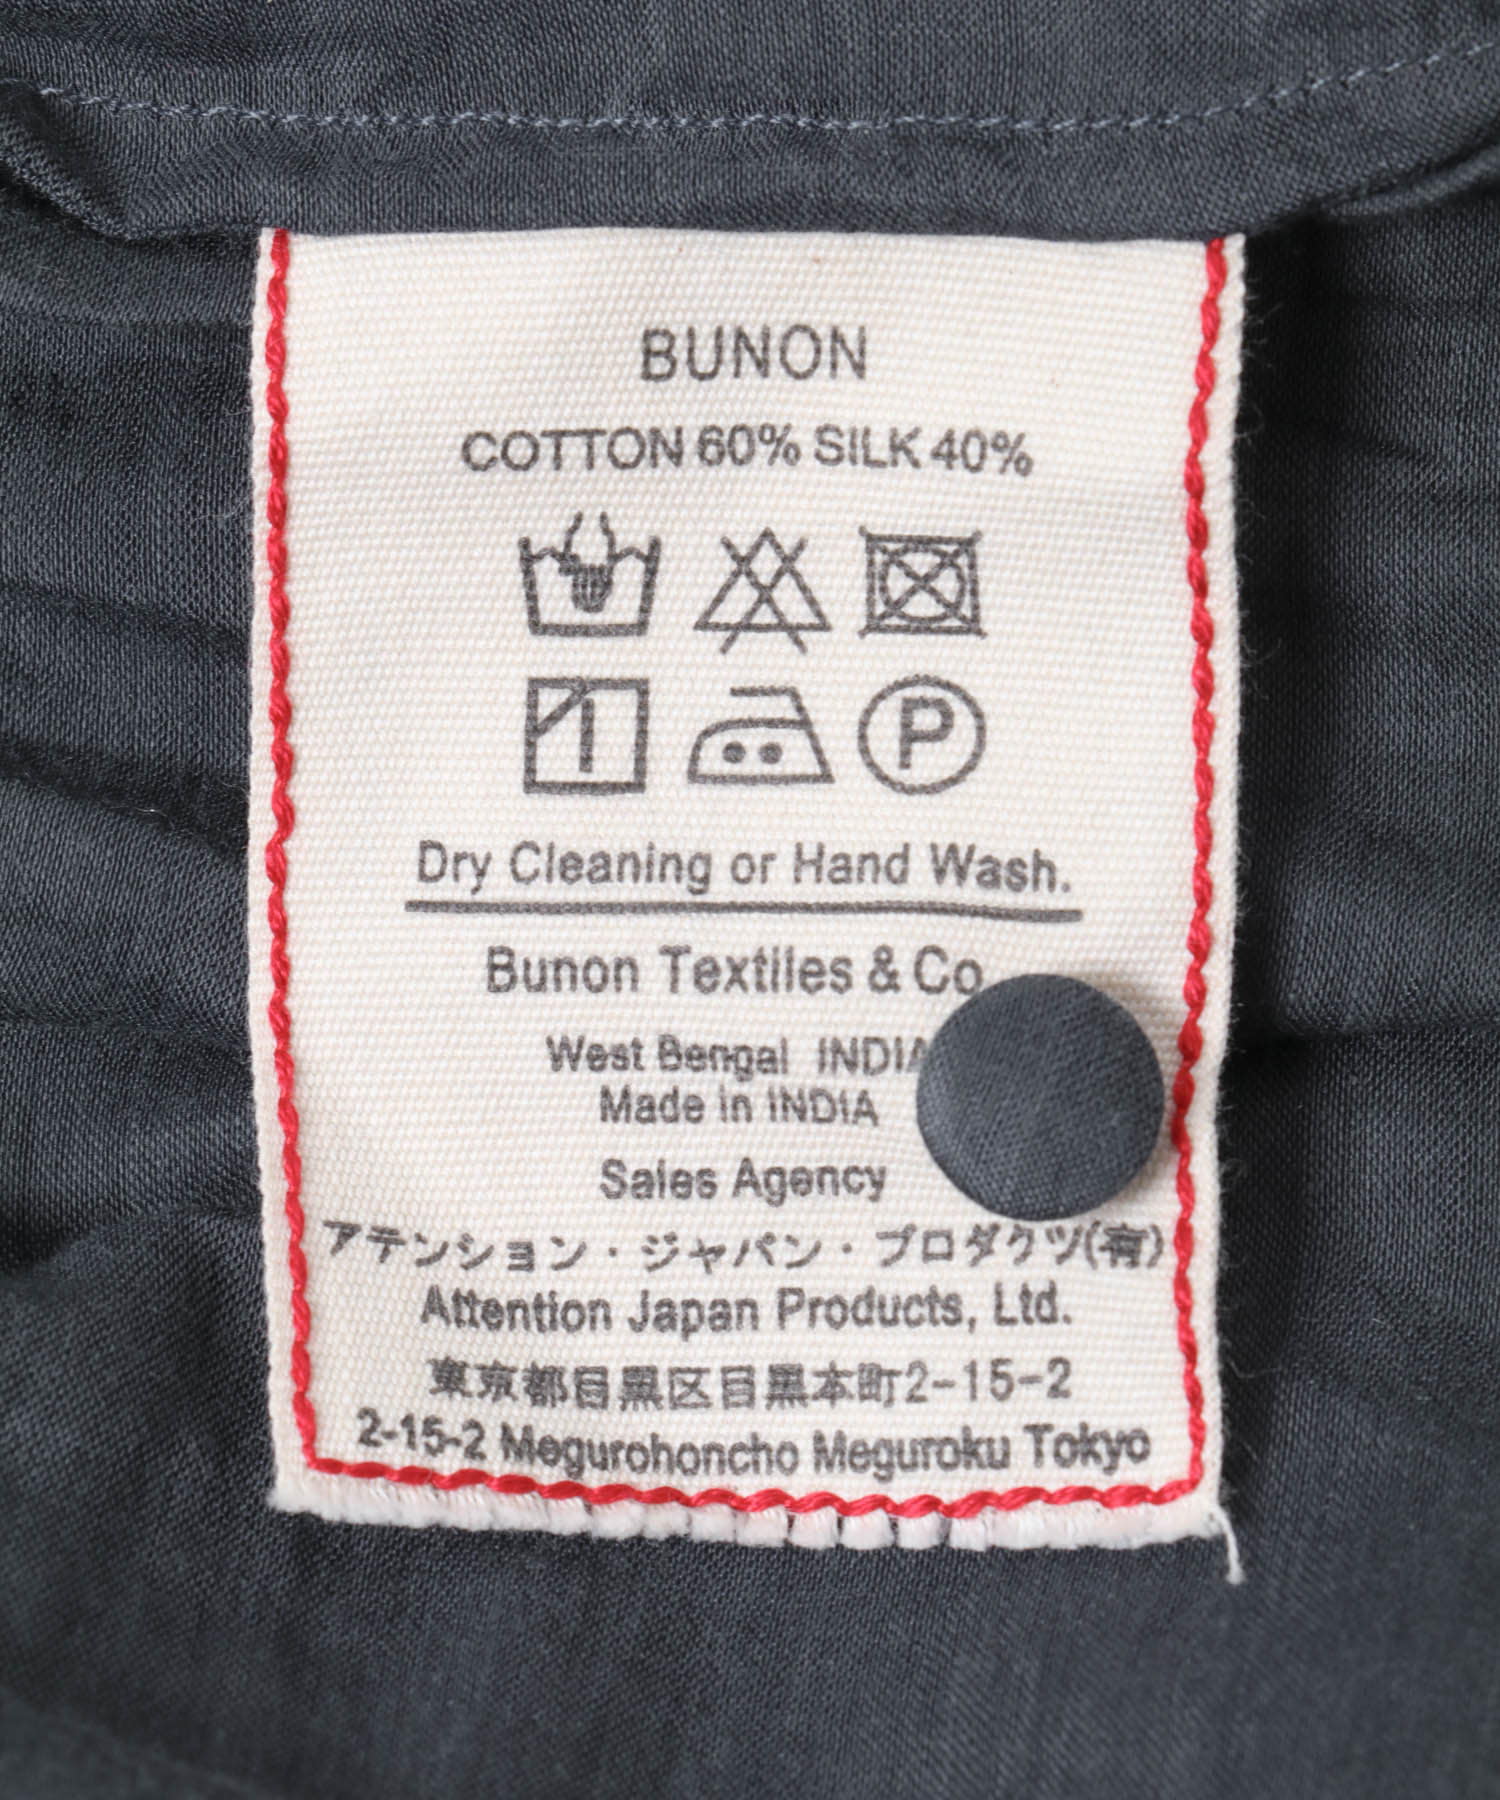 BUNON
COTTON 60% SILK 40%
P
Dry Cleaning or Hand Wash.
Bunon Textiles & Co
West Bengal INDIA
Made in INDIA
Sales Agency
アテンション・ジャパン・プロダクツ(有)
Attention Japan Products, Ltd.
東京都目黒区目黒本町2-15-2
2-15-2 Megurohoncho Meguroku Tokyo